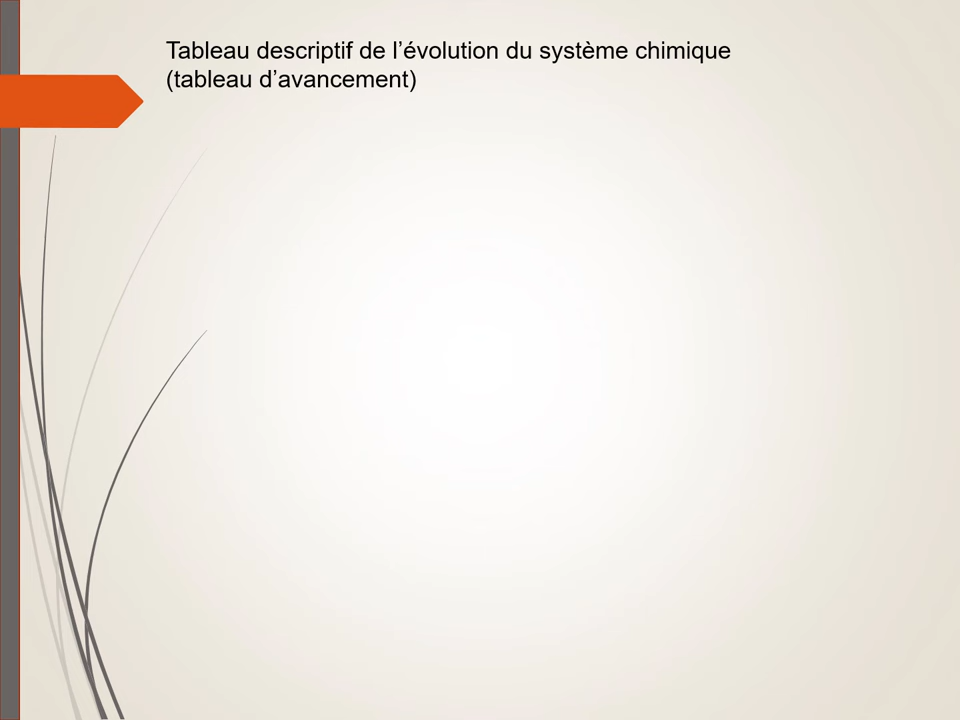 Tableau descriptif de l’évolution du système chimique
(tableau d’avancement)